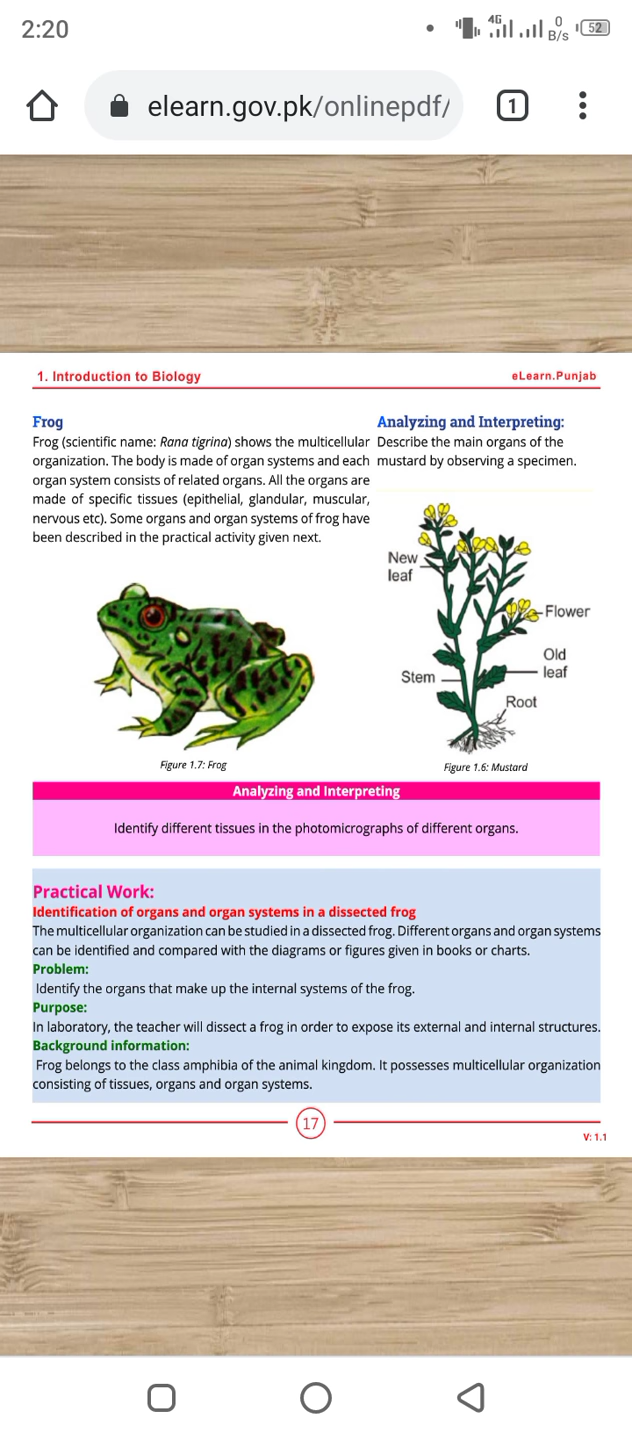 2:20
4G
0
B/s
52
elearn.gov.pk/onlinepdf/
1
1. Introduction to Biology
eLearn.Punjab
Frog
Frog (scientific name: Rana tigrina) shows the multicellular
organization. The body is made of organ systems and each
organ system consists of related organs. All the organs are
made of specific tissues (epithelial, glandular, muscular,
nervous etc). Some organs and organ systems of frog have
been described in the practical activity given next.
Figure 1.7: Frog
Analyzing and Interpreting:
Describe the main organs of the
mustard by observing a specimen.
New
leaf
Flower
Old
leaf
Stem
Root
Figure 1.6: Mustard
Analyzing and Interpreting
Identify different tissues in the photomicrographs of different organs.
Practical Work:
Identification of organs and organ systems in a dissected frog
The multicellular organization can be studied in a dissected frog. Different organs and organ systems
can be identified and compared with the diagrams or figures given in books or charts.
Problem:
Identify the organs that make up the internal systems of the frog.
Purpose:
In laboratory, the teacher will dissect a frog in order to expose its external and internal structures.
Background information:
Frog belongs to the class amphibia of the animal kingdom. It possesses multicellular organization
consisting of tissues, organs and organ systems.
17
V: 1.1